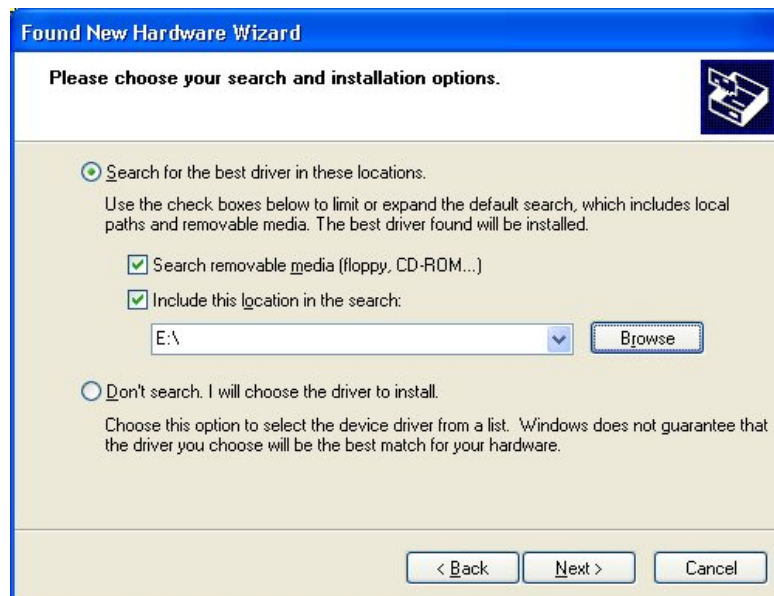 Found New Hardware Wizard
Please choose your search and installation options.
Search for the best driver in these locations.
Use the check boxes below to limit or expand the default search, which includes local
paths and removable media. The best driver found will be installed.
Search removable media (floppy, CD-ROM...)
Include this location in the search:
E:\
Browse
Don't search. I will choose the driver to install.
Choose this option to select the device driver from a list. Windows does not guarantee that
the driver you choose will be the best match for your hardware.
< Back
Next >
Cancel